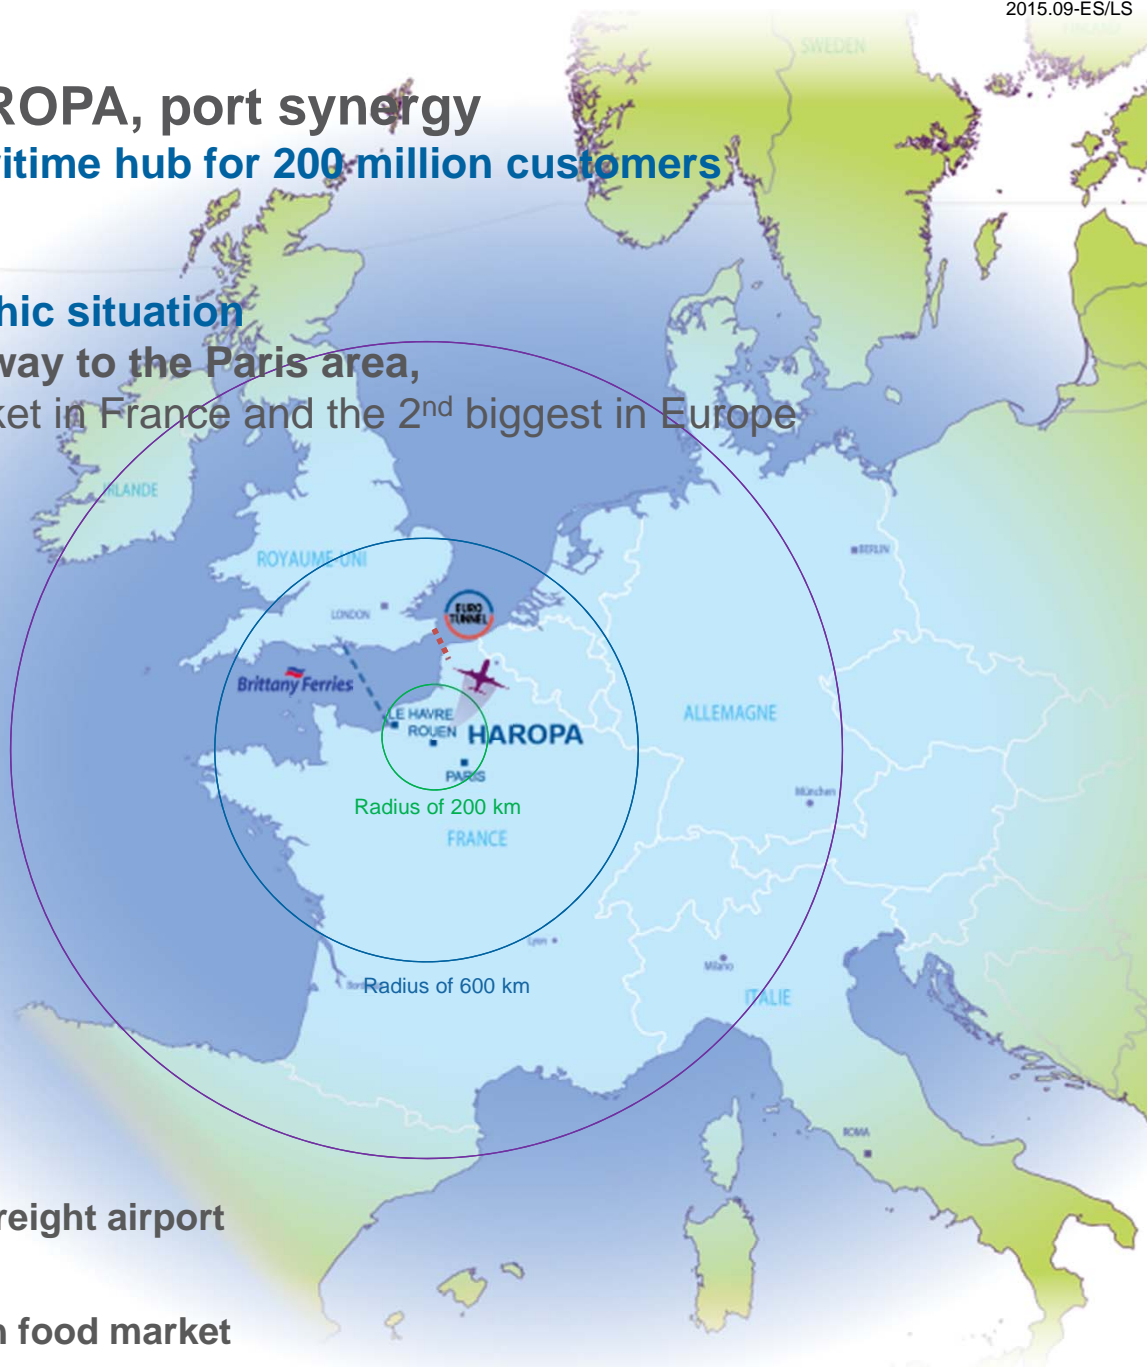 2015.09-ES/LS
SWEDEN
ROPA, port synergy
itime hub for 200 million customers
hic situation
way to the Paris area,
ket in France and the 2nd biggest in Europe
IRLANDE
ROYAUME-UNI
BERLIN
LONDON
EURO
TUNNEL
Brittany Ferries
LE HAVRE
ROUEN
HAROPA
ALLEMAGNE
PARIS
München
Radius of 200 km
FRANCE
Lyon
Milano
Radius of 600 km
ITALIE
ROMA
reight airport
n food market